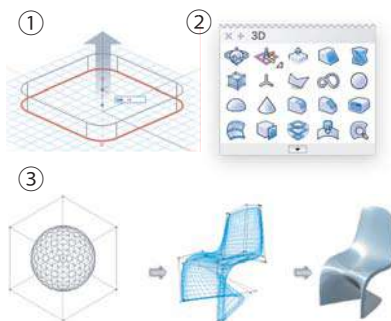 ①
②
× + 3D
③